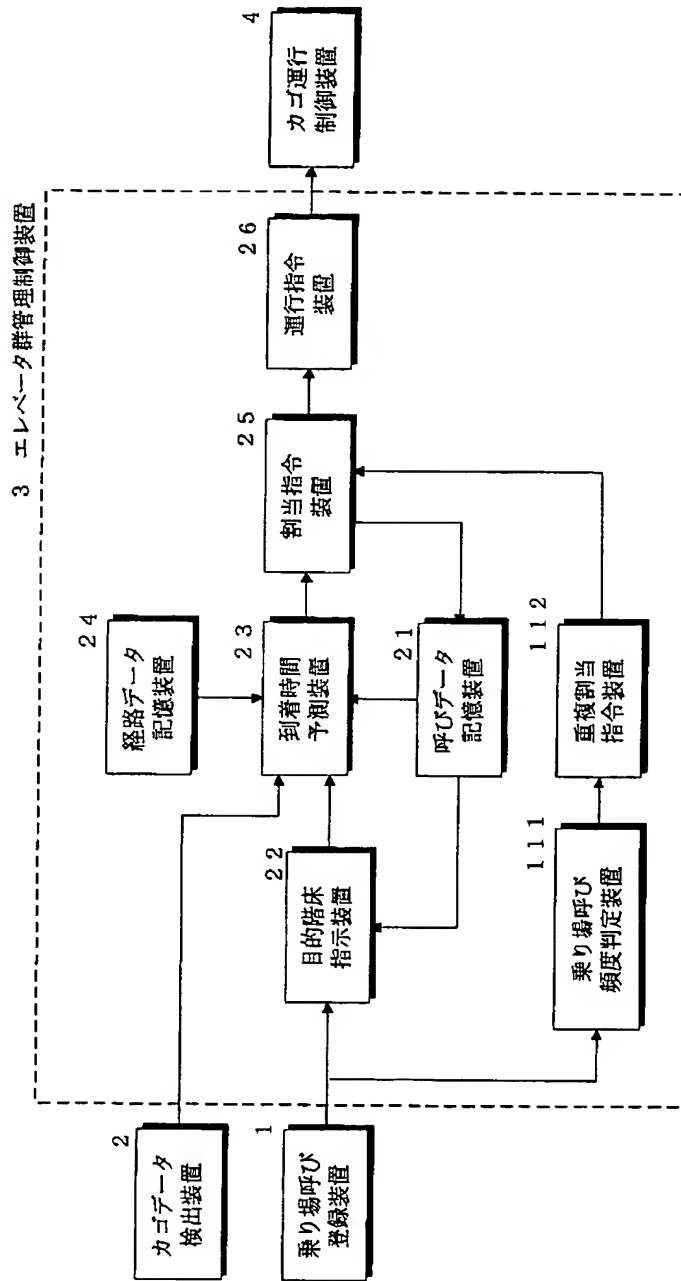 3 エレベータ群管理制御装置
2
カゴデータ
検出装置
1
乗り場呼び
登録装置
24
経路データ
記憶装置
22
目的階床
指示装置
23
到着時間
予測装置
21
呼びデータ
記憶装置
111
乗り場呼び
頻度判定装置
112
重複割当
指令装置
25
割当指令
装置
26
運行指令
装置
4
カゴ運行
制御装置